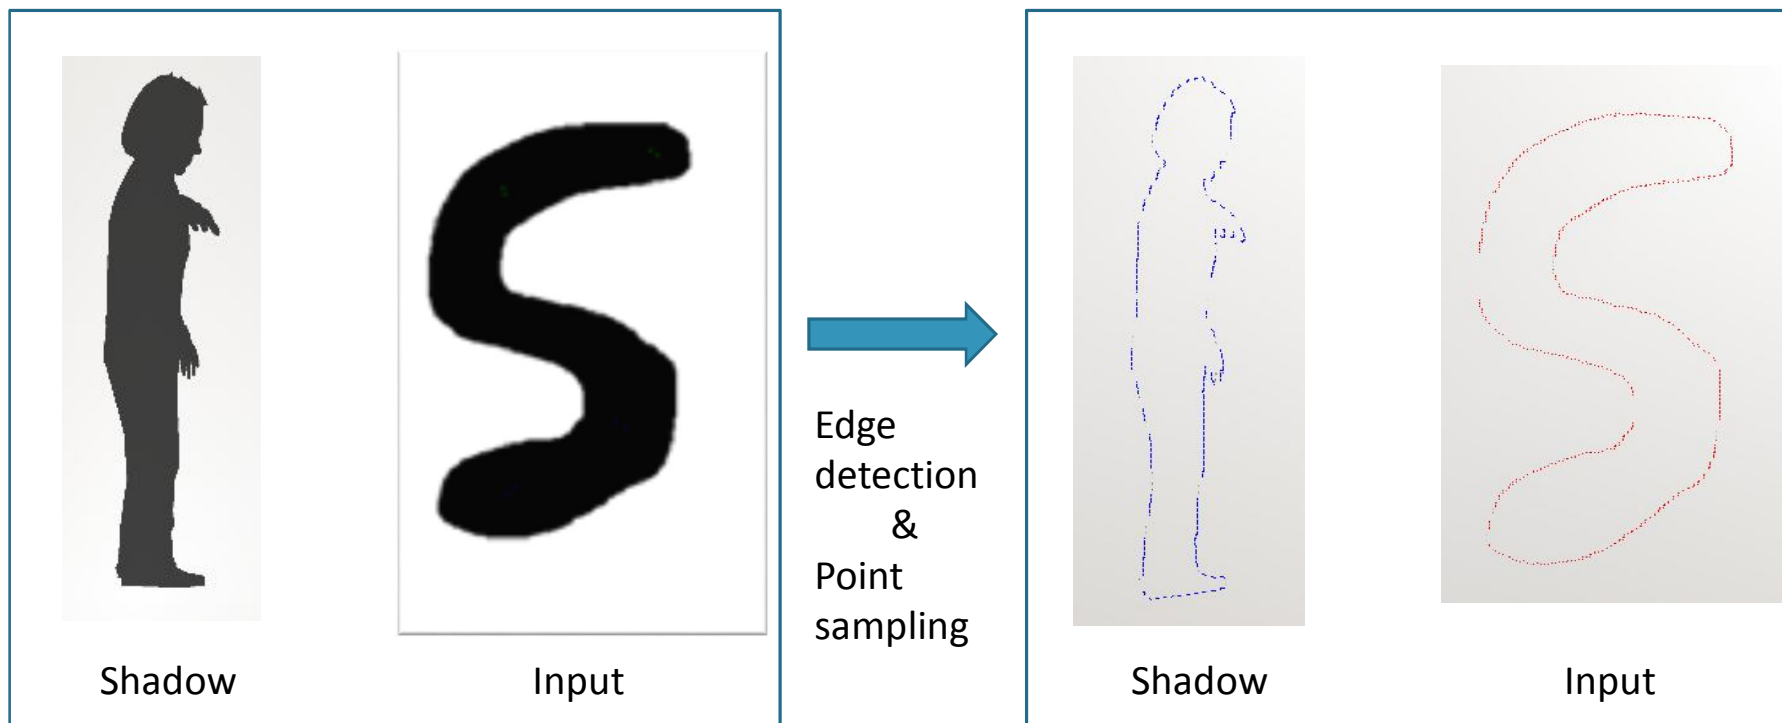 Shadow
Input
Edge
detection
&
Point
sampling
Shadow
Input